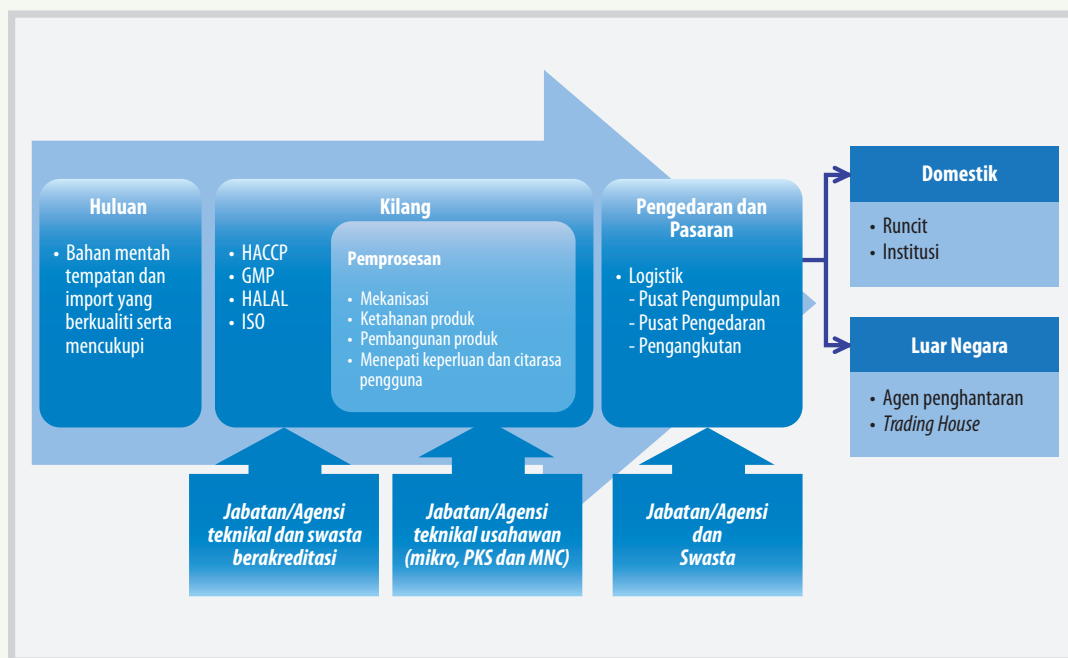 Huluan
• Bahan mentah
tempatan dan
import yang
berkualiti serta
mencukupi
Kilang
• HACCP
• GMP
• HALAL
• ISO
Pemprosesan
• Mekanisasi
• Ketahanan produk
• Pembangunan produk
• Menepati keperluan dan citarasa
pengguna
Pengedaran dan
Pasaran
• Logistik
- Pusat Pengumpulan
- Pusat Pengedaran
- Pengangkutan
Domestik
• Runcit
• Institusi
Luar Negara
• Agen penghantaran
• Trading House
Jabatan/Agensi
teknikal dan swasta
berakreditasi
Jabatan/Agensi
teknikal usahawan
(mikro, PKS dan MNC)
Jabatan/Agensi
dan
Swasta